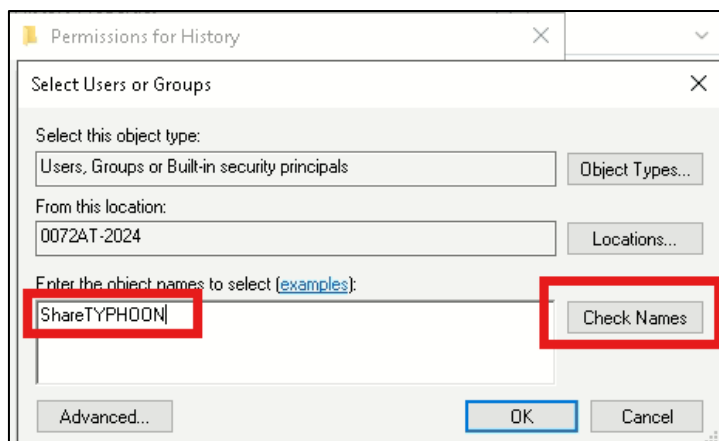 Permissions for History
Select Users or Groups
Select this object type:
Users, Groups or Built-in security principals
Object Types...
From this location:
0072AT-2024
Locations...
Enter the object names to select (examples):
ShareTYPHOON
Check Names
Advanced...
OK
Cancel